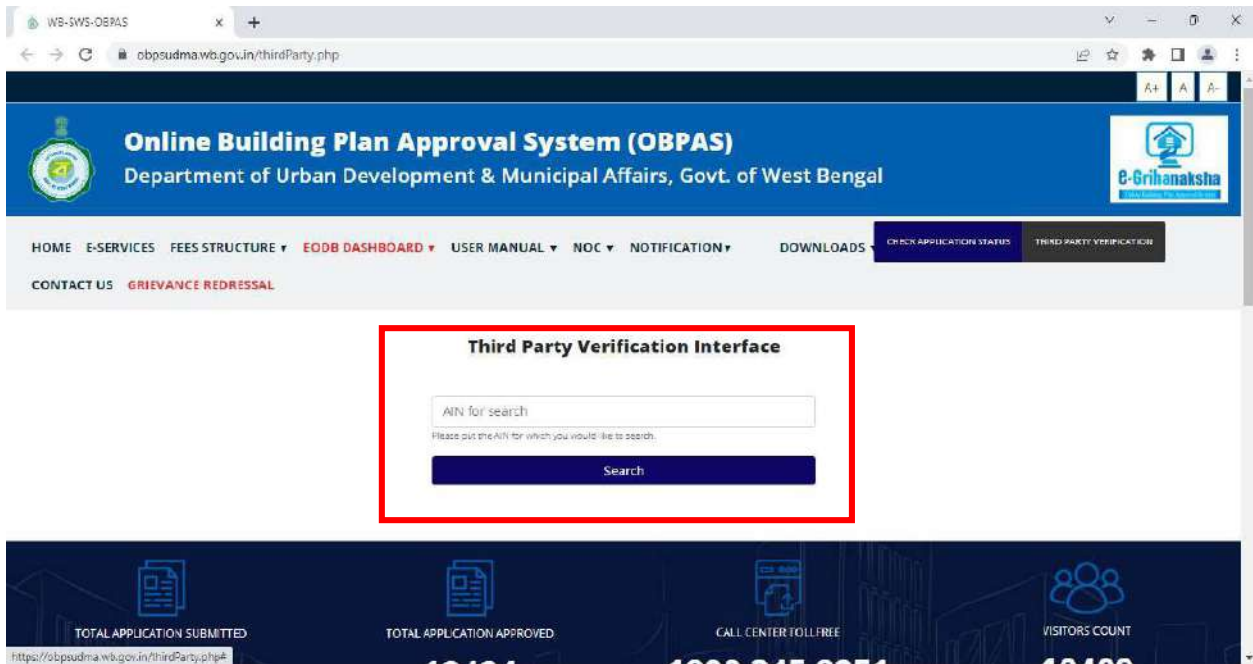 WB-SWS-OBPAS
obpsudma.wb.gov.in/thirdParty.php
A+ A A-
Online Building Plan Approval System (OBPAS)
Department of Urban Development & Municipal Affairs, Govt. of West Bengal
e-Grihanaksha
HOME E-SERVICES FEES STRUCTURE ▾ EODB DASHBOARD ▾ USER MANUAL ▾ NOC ▾ NOTIFICATION ▾ DOWNLOADS ▾ CHECK APPLICATION STATUS THIRD PARTY VERIFICATION
CONTACT US GRIEVANCE REDRESSAL
Third Party Verification Interface
AIN for search
Please put the AIN for which you would like to search.
Search
TOTAL APPLICATION SUBMITTED TOTAL APPLICATION APPROVED CALL CENTER TOLLFREE VISITORS COUNT
https://obpsudma.wb.gov.in/thirdParty.php#